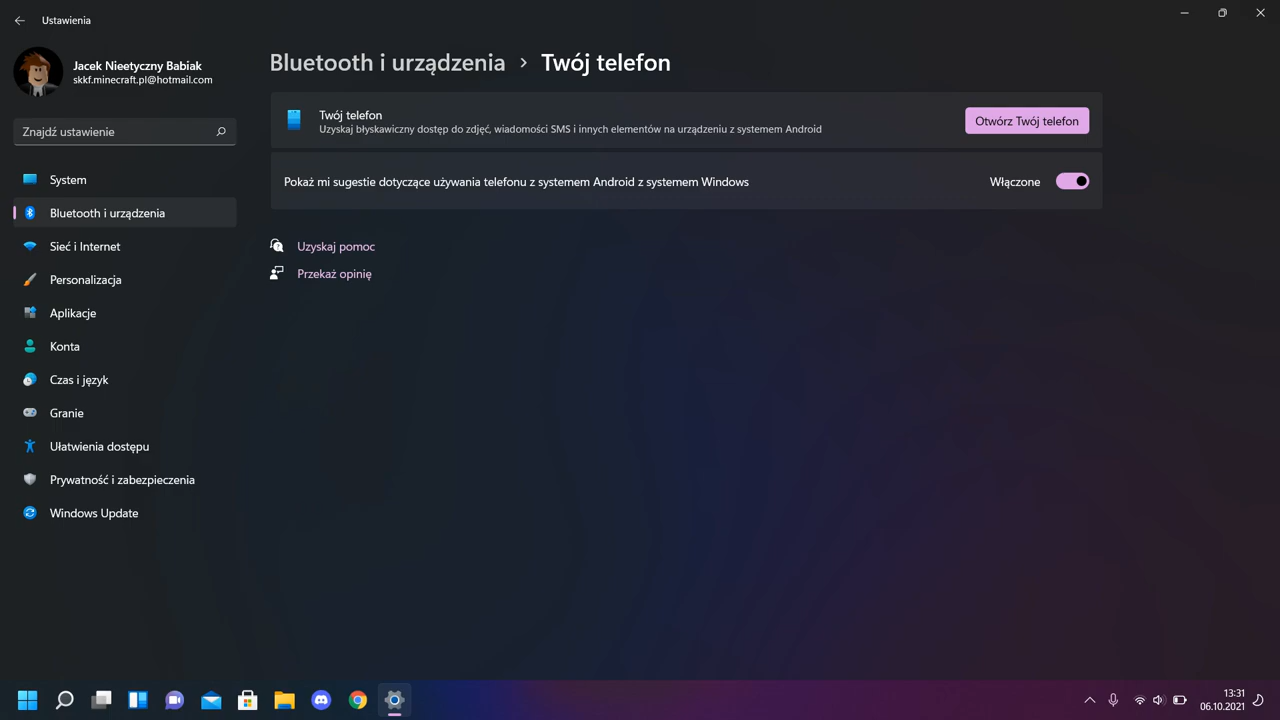 Ustawienia
Jacek Nieetyczny Babiak
skkf.minecraft.pl@hotmail.com
Znajdź ustawienie
System
Bluetooth i urządzenia
Sieć i Internet
Personalizacja
Aplikacje
Konta
Czas i język
Granie
Ułatwienia dostępu
Prywatność i zabezpieczenia
Windows Update
Bluetooth i urządzenia › Twój telefon
Twój telefon
Uzyskaj błyskawiczny dostęp do zdjęć, wiadomości SMS i innych elementów na urządzeniu z systemem Android
Otwórz Twój telefon
Pokaż mi sugestie dotyczące używania telefonu z systemem Android z systemem Windows
Włączone
Uzyskaj pomoc
Przekaż opinię
13:31
06.10.2021